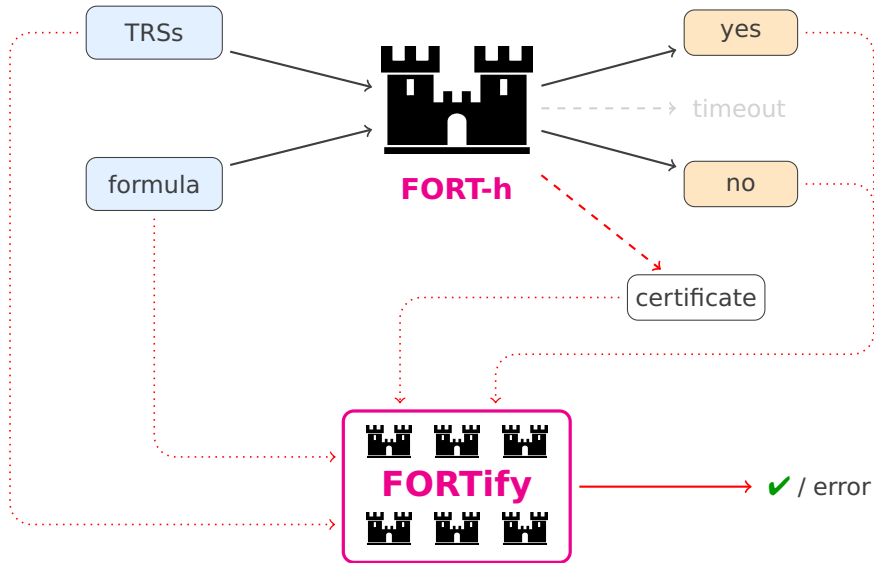 TRSs
yes
timeout
formula
FORT-h
no
certificate
FORTify
✔ / error